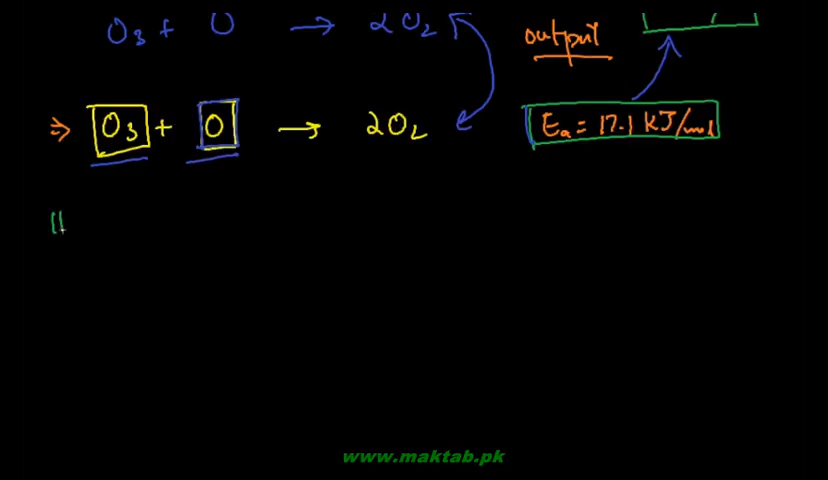 O₃ + O → 2O₂
output
⇒ O₃ + O → 2O₂
Ea = 17.1 KJ/mol
www.maktab.pk